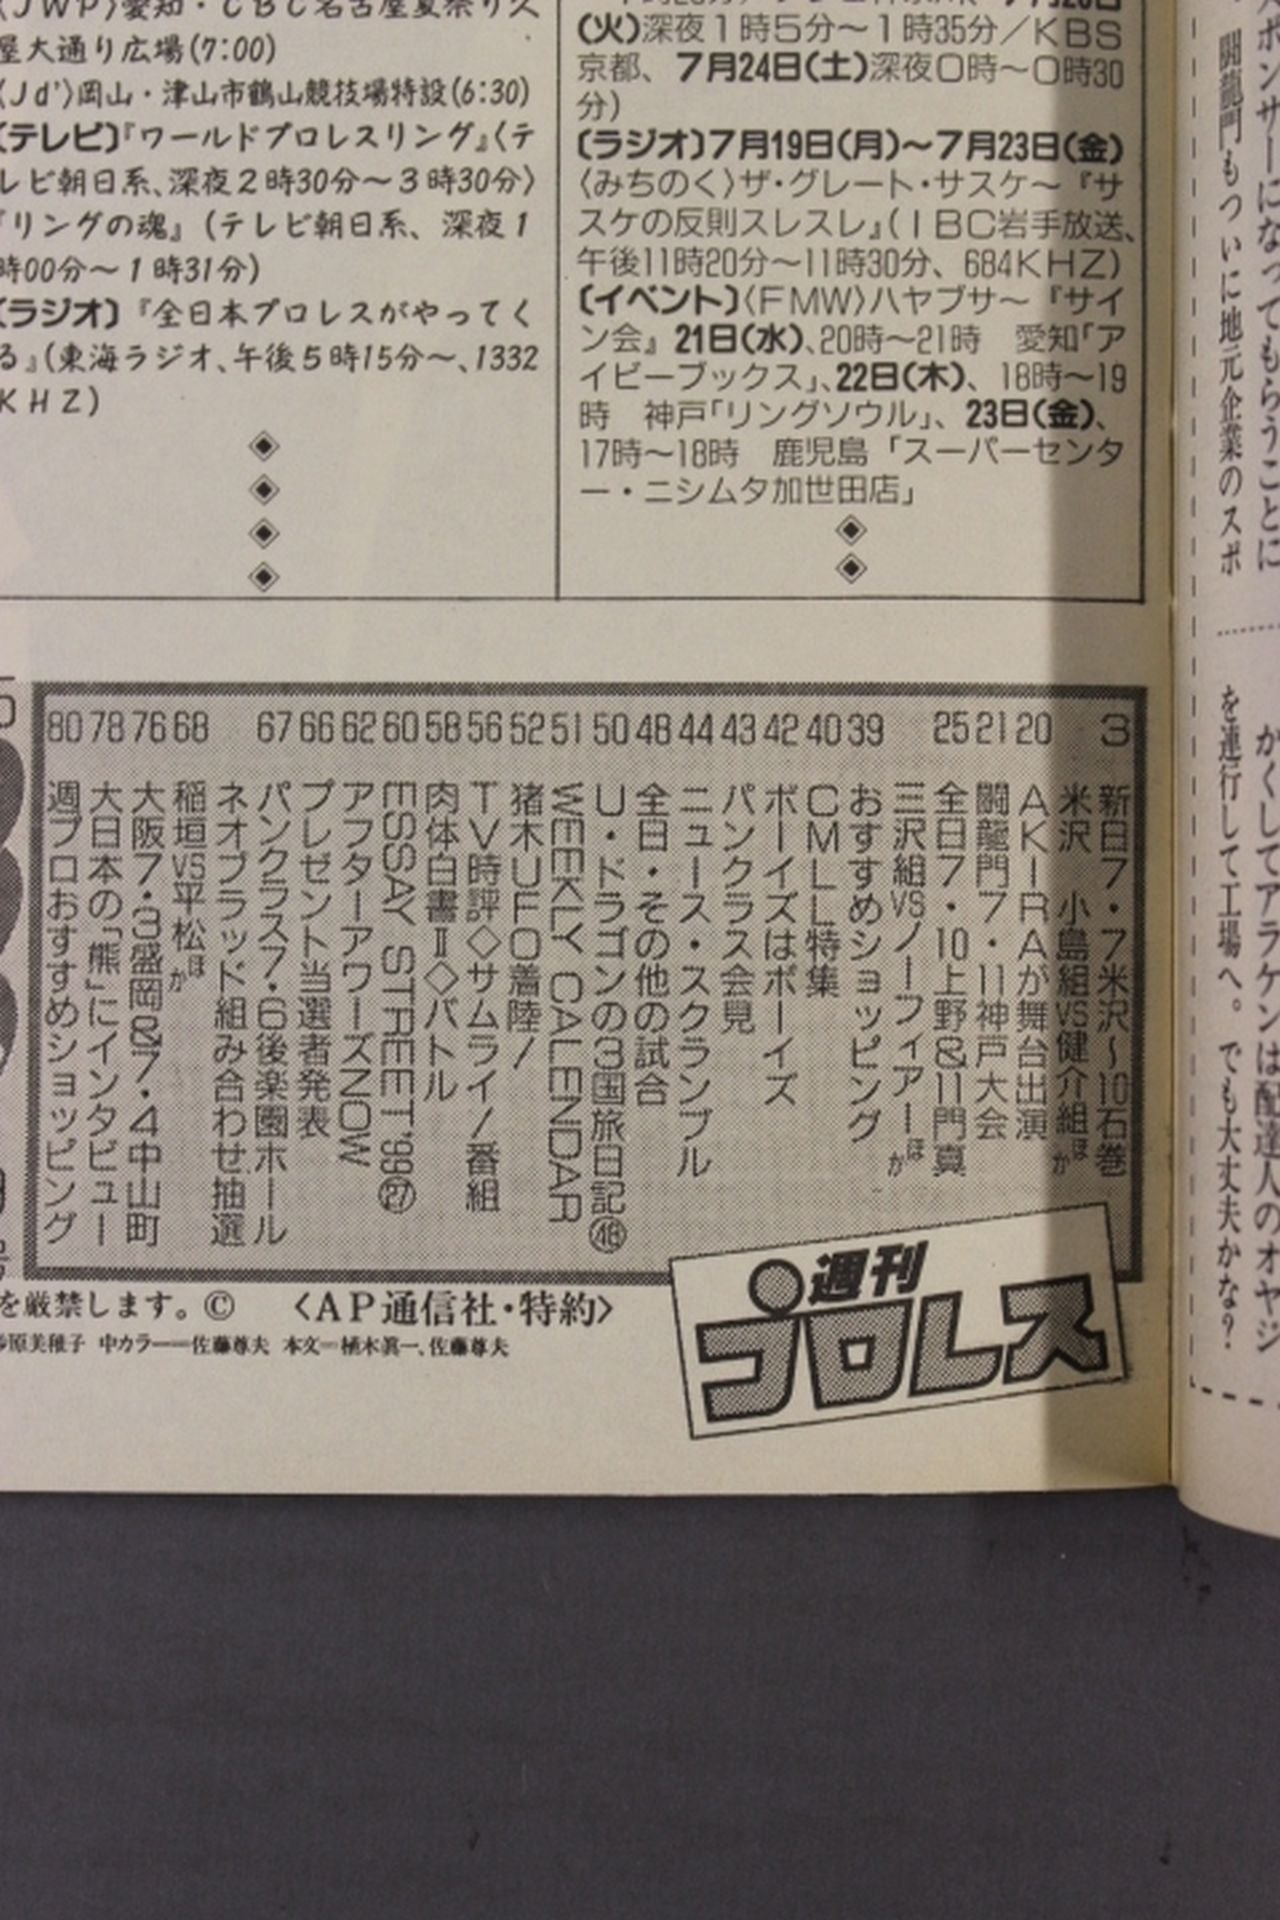 〈JWP〉愛知・CBC名古屋夏祭り久
屋大通り広場(7:00)
〈Jd'〉岡山・津山市鶴山競技場特設(6:30)
〔テレビ〕『ワールドプロレスリング』〈テ
レビ朝日系、深夜2時30分〜3時30分〉
『リングの魂』(テレビ朝日系、深夜1
時00分〜1時31分)
〔ラジオ〕『全日本プロレスがやってく
る』(東海ラジオ、午後5時15分〜、1332
KHZ)
(火)深夜1時5分〜1時35分／KBS
京都、7月24日(土)深夜0時〜0時30
分)
〔ラジオ〕7月19日(月)〜7月23日(金)
〈みちのく〉ザ・グレート・サスケ〜『サ
スケの反則スレスレ』(IBC岩手放送、
午後11時20分〜11時30分、684KHZ)
〔イベント〕〈FMW〉ハヤブサ〜『サイ
ン会』21日(水)、20時〜21時　愛知「ア
イビーブックス」、22日(木)、18時〜19
時　神戸「リングソウル」、23日(金)、
17時〜18時　鹿児島「スーパーセンタ
ー・ニシムタ加世田店」
3 新日7・7米沢〜10石巻
米沢　小島組VS健介組ほか
20 AKIRAが舞台出演
21 闘龍門7・11神戸大会
25 全日7・10上野&11門真
三沢組VSノーフィアーほか
39 おすすめショッピング
40 CMLL特集
42 ボーイズはボーイズ
43 パンクラス会見
44 ニュース・スクランブル
48 全日・その他の試合
50 U・ドラゴンの3国旅日記㊽
51 WEEKLY CALENDAR
52 猪木UFO着陸！
56 TV時評◇サムライ！番組
58 肉体白書Ⅱ◇バトル
60 ESSAY STREET '99㉗
62 アフターアワーズNOW
66 プレゼント当選者発表
67 パンクラス7・6後楽園ホール
ネオブラッド組み合わせ抽選
68 稲垣VS平松ほか
76 大阪7・3盛岡&7・4中山町
78 大日本の「熊」にインタビュー
80 週プロおすすめショッピング
を厳禁します。©　〈AP通信社・特約〉
原美稚子　中カラー＝佐藤尊夫　本文＝植木眞一、佐藤尊夫
週刊
プロレス
スポンサーになってもらうことに
闘龍門もついに地元企業のスポ
かくしてアラケンは配達人のオヤジ
を連行して工場へ。でも大丈夫かな？